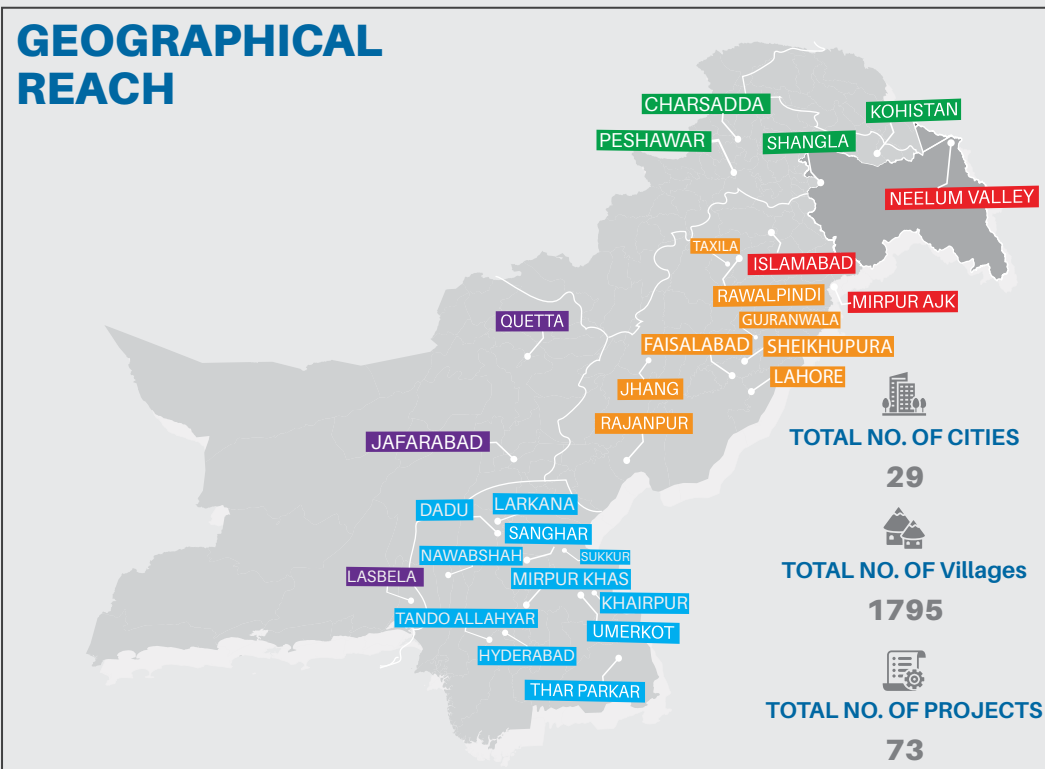 GEOGRAPHICAL
REACH
CHARSADDA
KOHISTAN
PESHAWAR
SHANGLA
NEELUM VALLEY
TAXILA
ISLAMABAD
RAWALPINDI
MIRPUR AJK
QUETTA
GUJRANWALA
FAISALABAD
SHEIKHUPURA
LAHORE
JHANG
RAJANPUR
JAFARABAD
TOTAL NO. OF CITIES
29
DADU
LARKANA
SANGHAR
NAWABSHAH
SUKKUR
LASBELA
MIRPUR KHAS
KHAIRPUR
TANDO ALLAHYAR
UMERKOT
HYDERABAD
THAR PARKAR
TOTAL NO. OF Villages
1795
TOTAL NO. OF PROJECTS
73